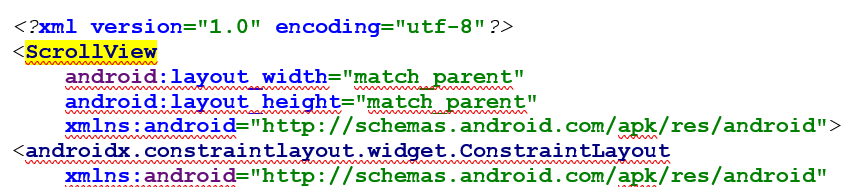 <?xml version="1.0" encoding="utf-8"?>
<ScrollView
android:layout_width="match_parent"
android:layout_height="match_parent"
xmlns:android="http://schemas.android.com/apk/res/android">
<androidx.constraintlayout.widget.ConstraintLayout
xmlns:android="http://schemas.android.com/apk/res/android"